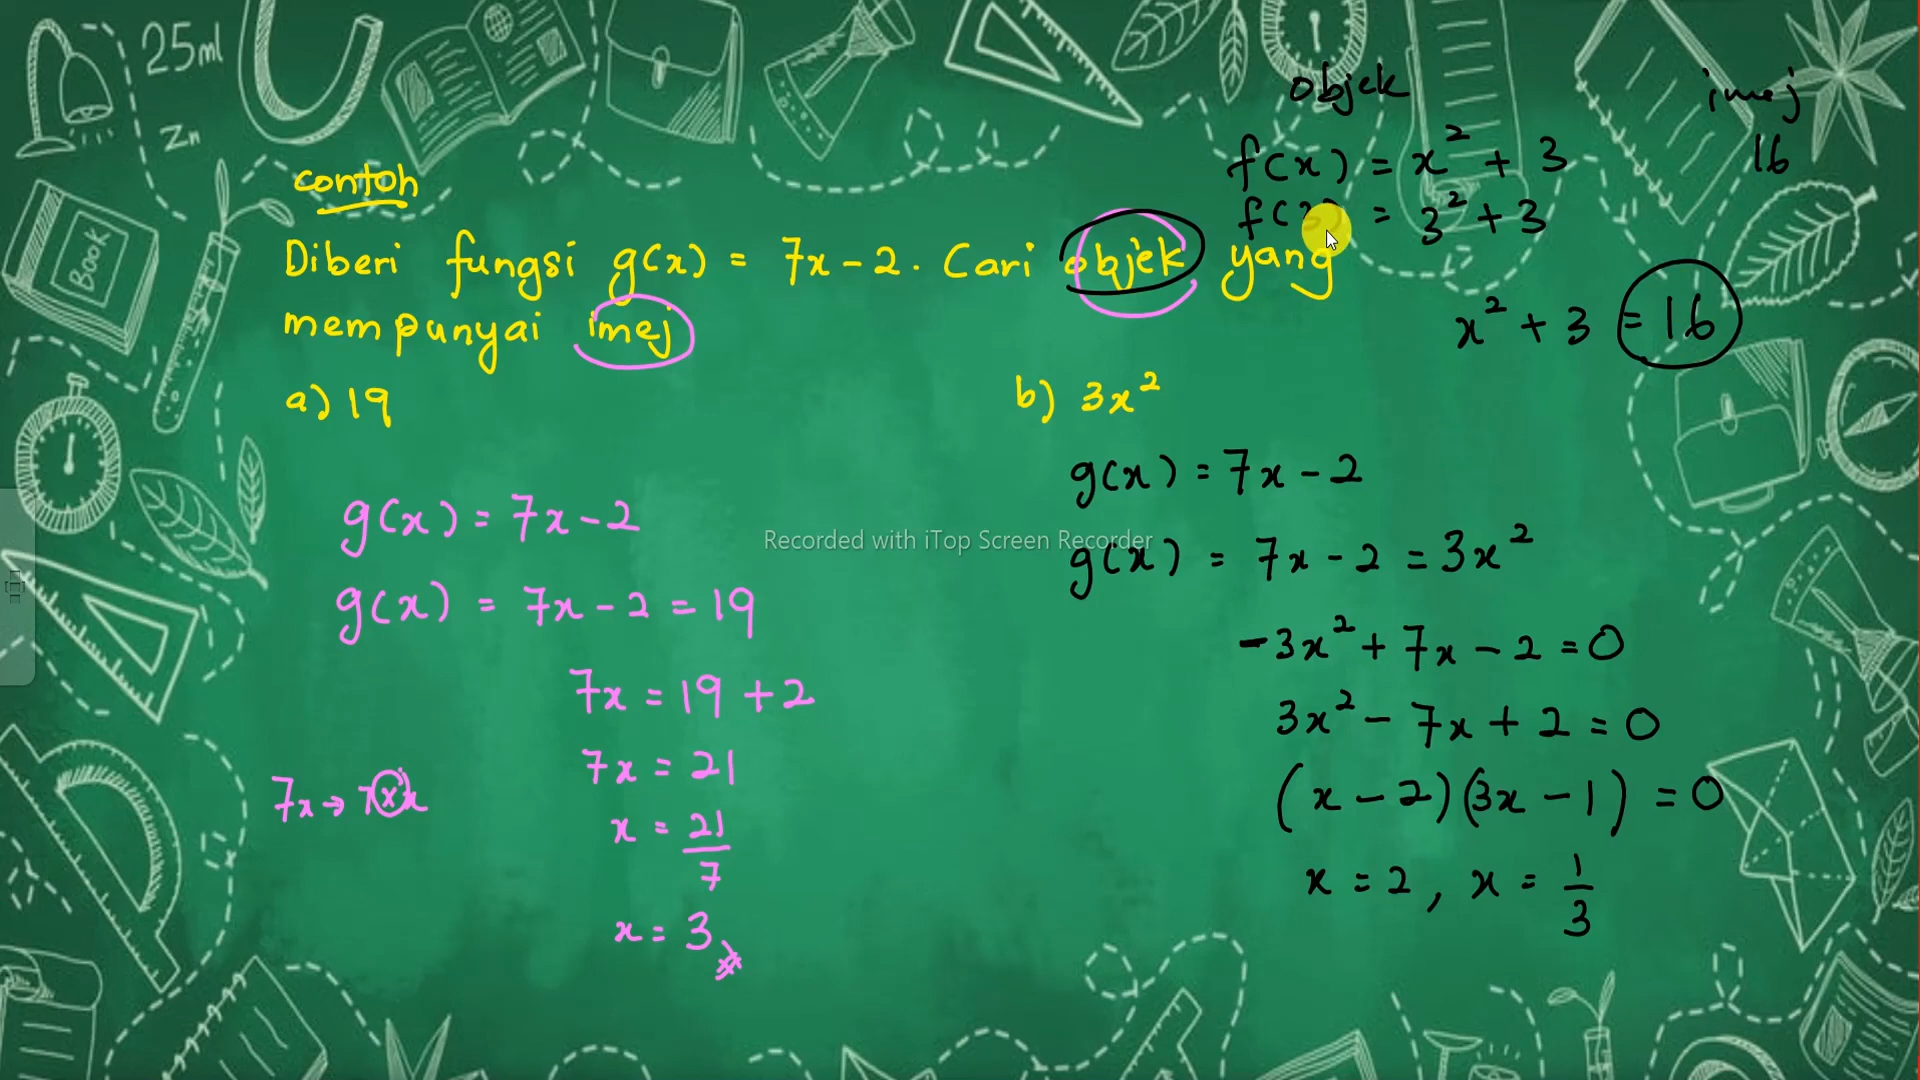 25ml
Zn
BOOK
objek
imej
f(x) = x² + 3
16
f(3) = 3² + 3
x² + 3 = 16
contoh
Diberi fungsi g(x) = 7x - 2. Cari objek yang
mempunyai imej
a) 19
g(x) = 7x - 2
g(x) = 7x - 2 = 19
7x = 19 + 2
7x = 21
x = 21/7
x = 3
7x → 7(x)x
b) 3x²
g(x) = 7x - 2
g(x) = 7x - 2 = 3x²
-3x² + 7x - 2 = 0
3x² - 7x + 2 = 0
(x - 2)(3x - 1) = 0
x = 2, x = 1/3
Recorded with iTop Screen Recorder